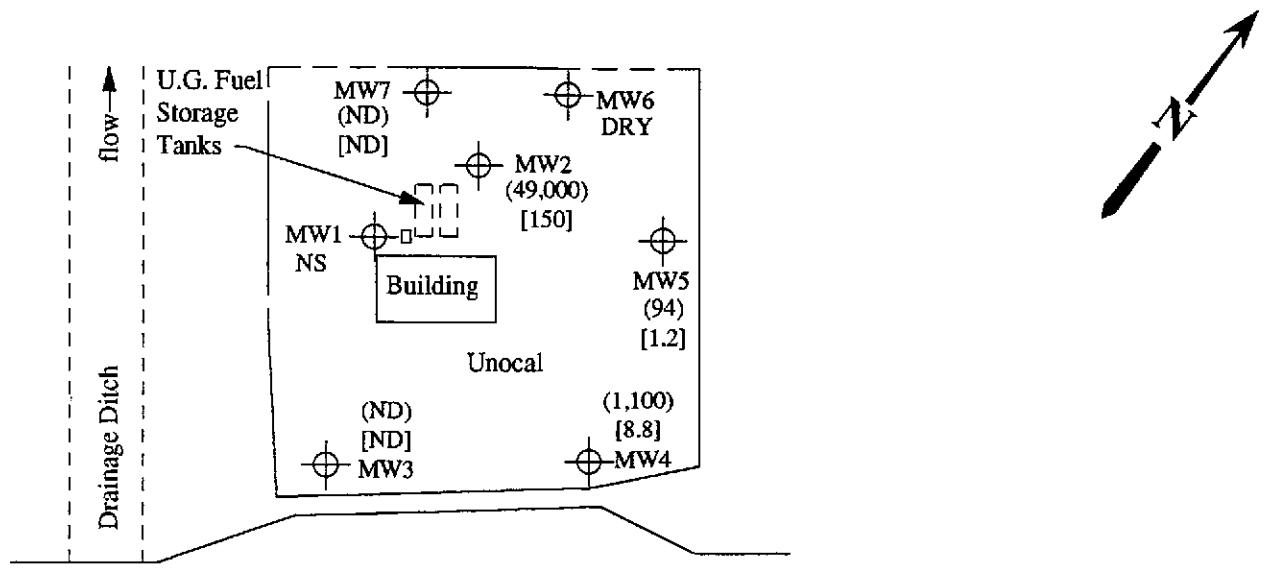 U.G. Fuel
Storage
Tanks
flow
MW7
(ND)
[ND]
MW6
DRY
N
MW2
(49,000)
[150]
MW1
NS
Building
MW5
(94)
[1.2]
Unocal
Drainage Ditch
(ND)
[ND]
MW3
(1,100)
[8.8]
MW4